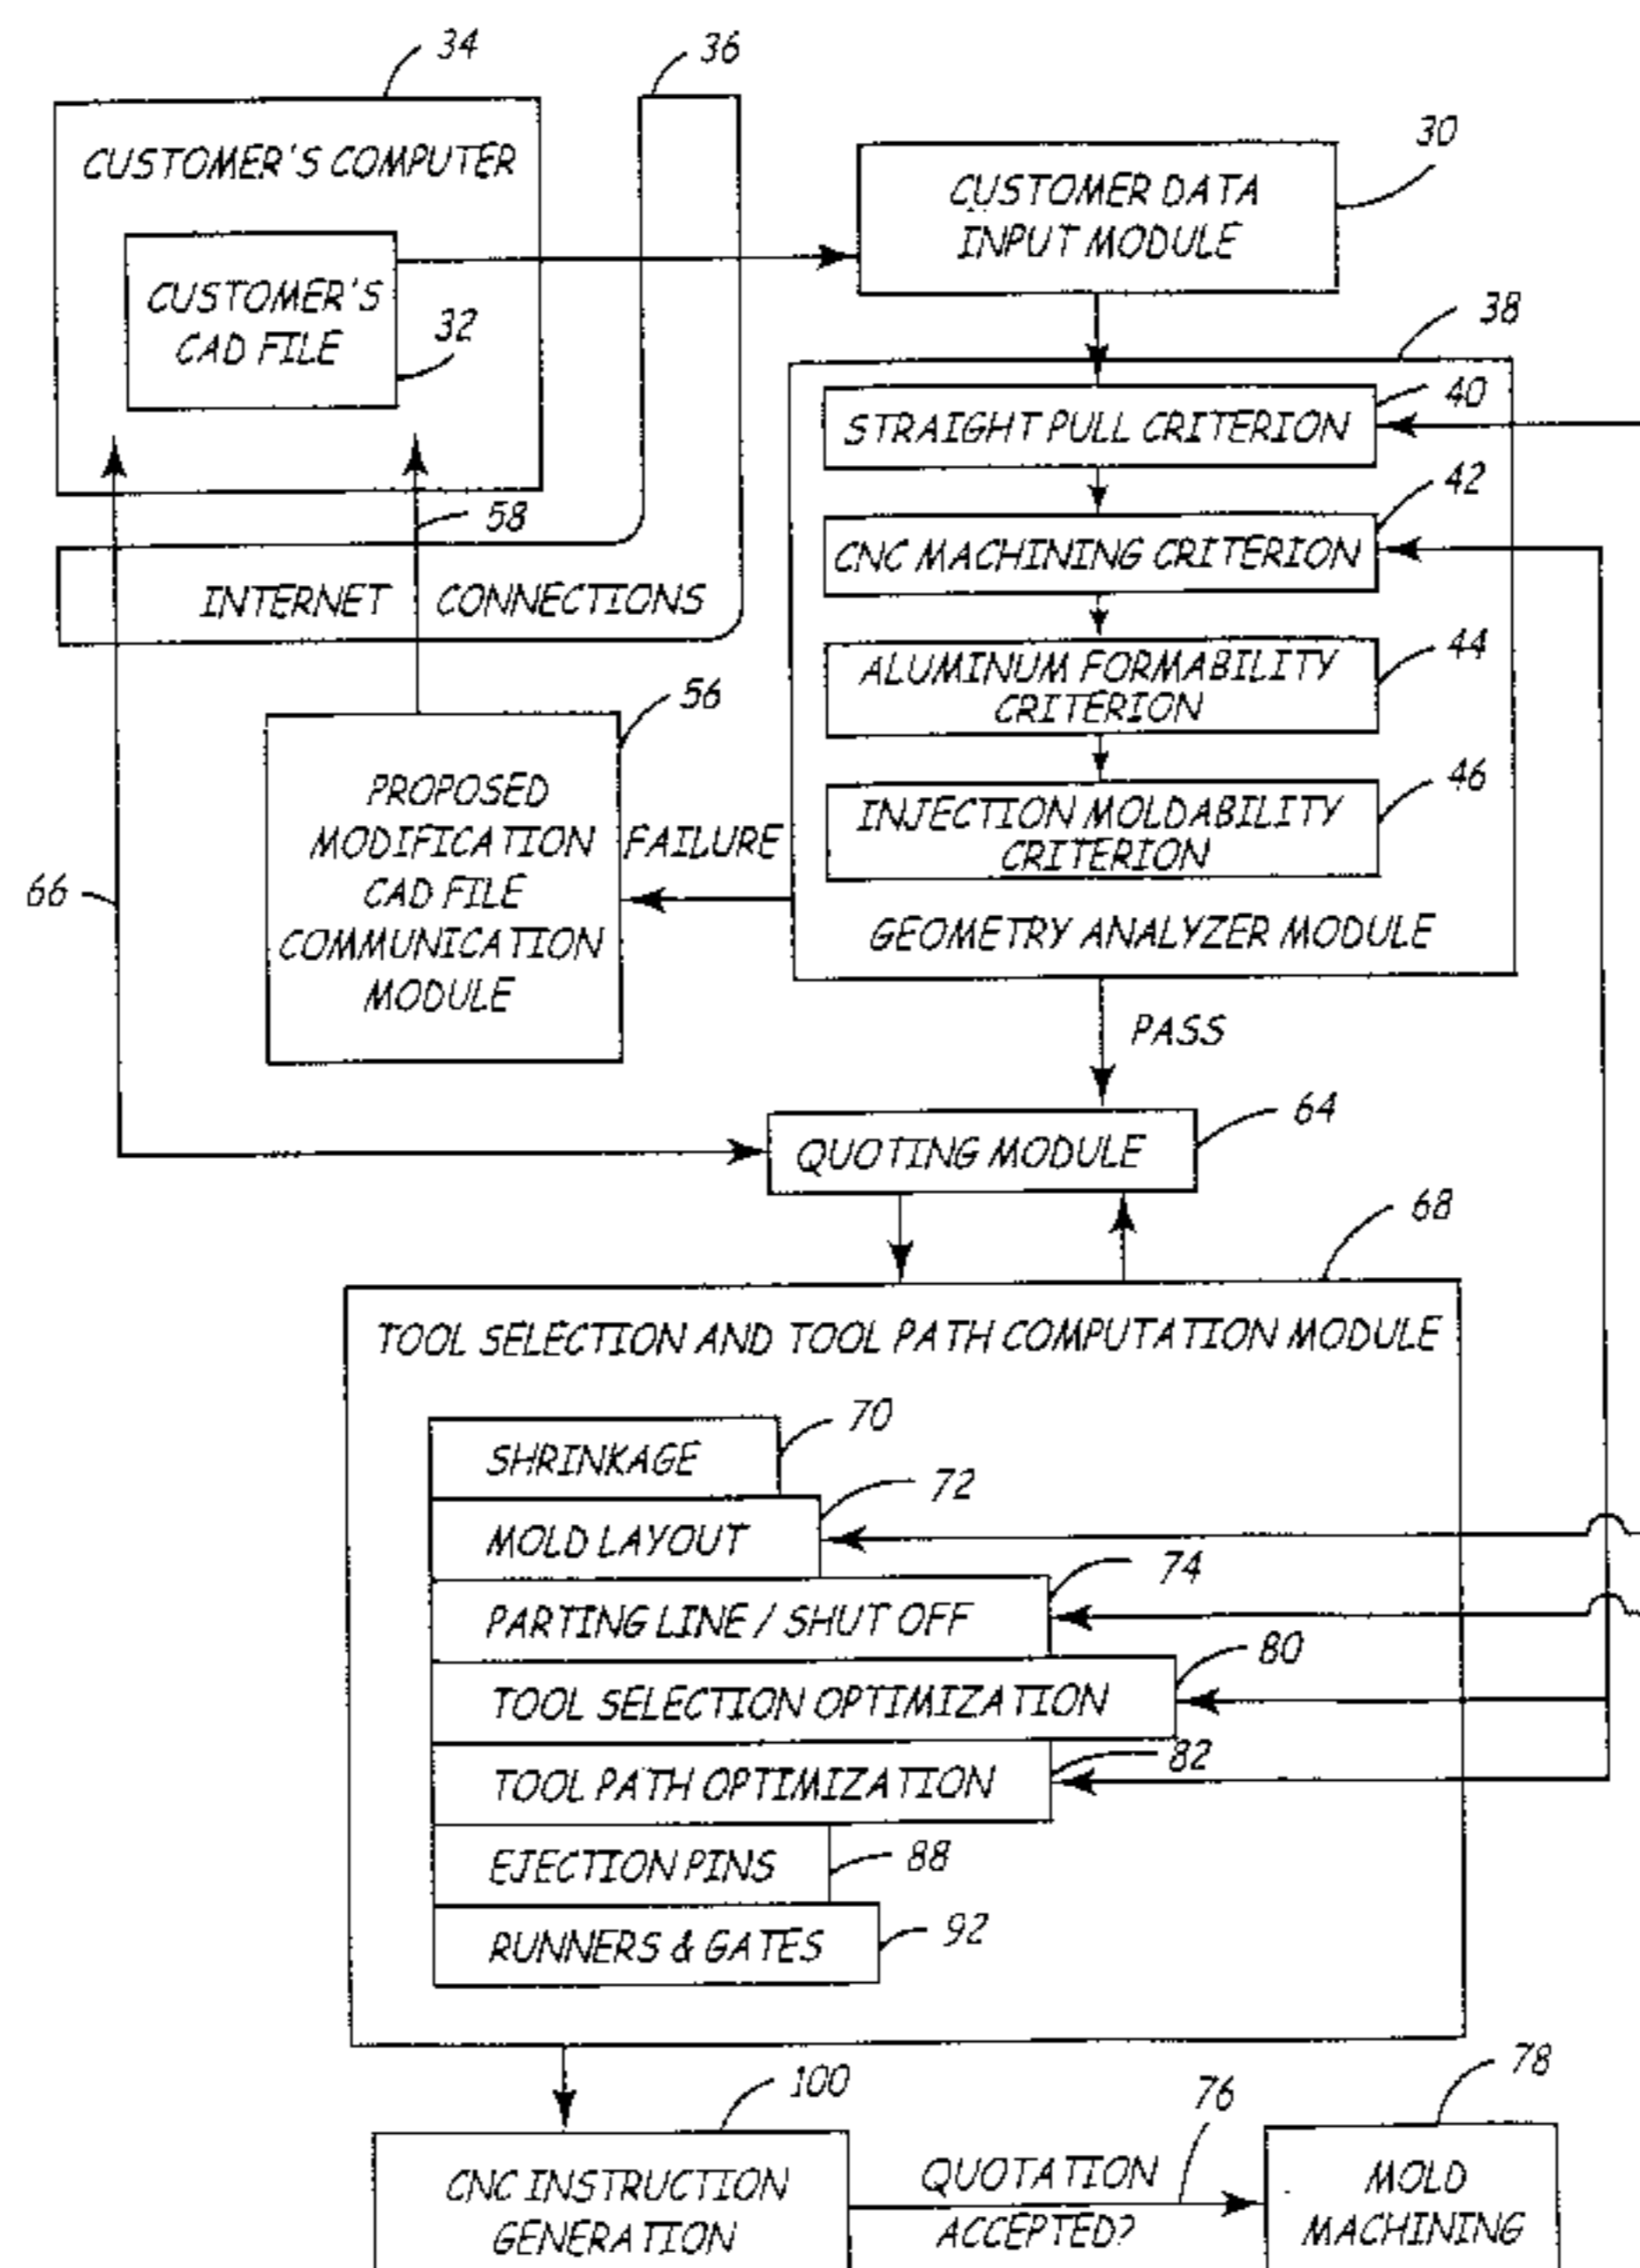 34
36
CUSTOMER'S COMPUTER
30
CUSTOMER DATA
INPUT MODULE
CUSTOMER'S
CAD FILE
32
38
STRAIGHT PULL CRITERION
40
58
CNC MACHINING CRITERION
42
INTERNET CONNECTIONS
ALUMINUM FORMABILITY
CRITERION
44
56
PROPOSED
MODIFICATION
CAD FILE
COMMUNICATION
MODULE
FAILURE
INJECTION MOLDABILITY
CRITERION
46
66
GEOMETRY ANALYZER MODULE
PASS
QUOTING MODULE
64
68
TOOL SELECTION AND TOOL PATH COMPUTATION MODULE
SHRINKAGE
70
MOLD LAYOUT
72
PARTING LINE / SHUT OFF
74
TOOL SELECTION OPTIMIZATION
80
TOOL PATH OPTIMIZATION
82
EJECTION PINS
88
RUNNERS & GATES
92
100
76
78
CNC INSTRUCTION
GENERATION
QUOTATION
ACCEPTED?
MOLD
MACHINING